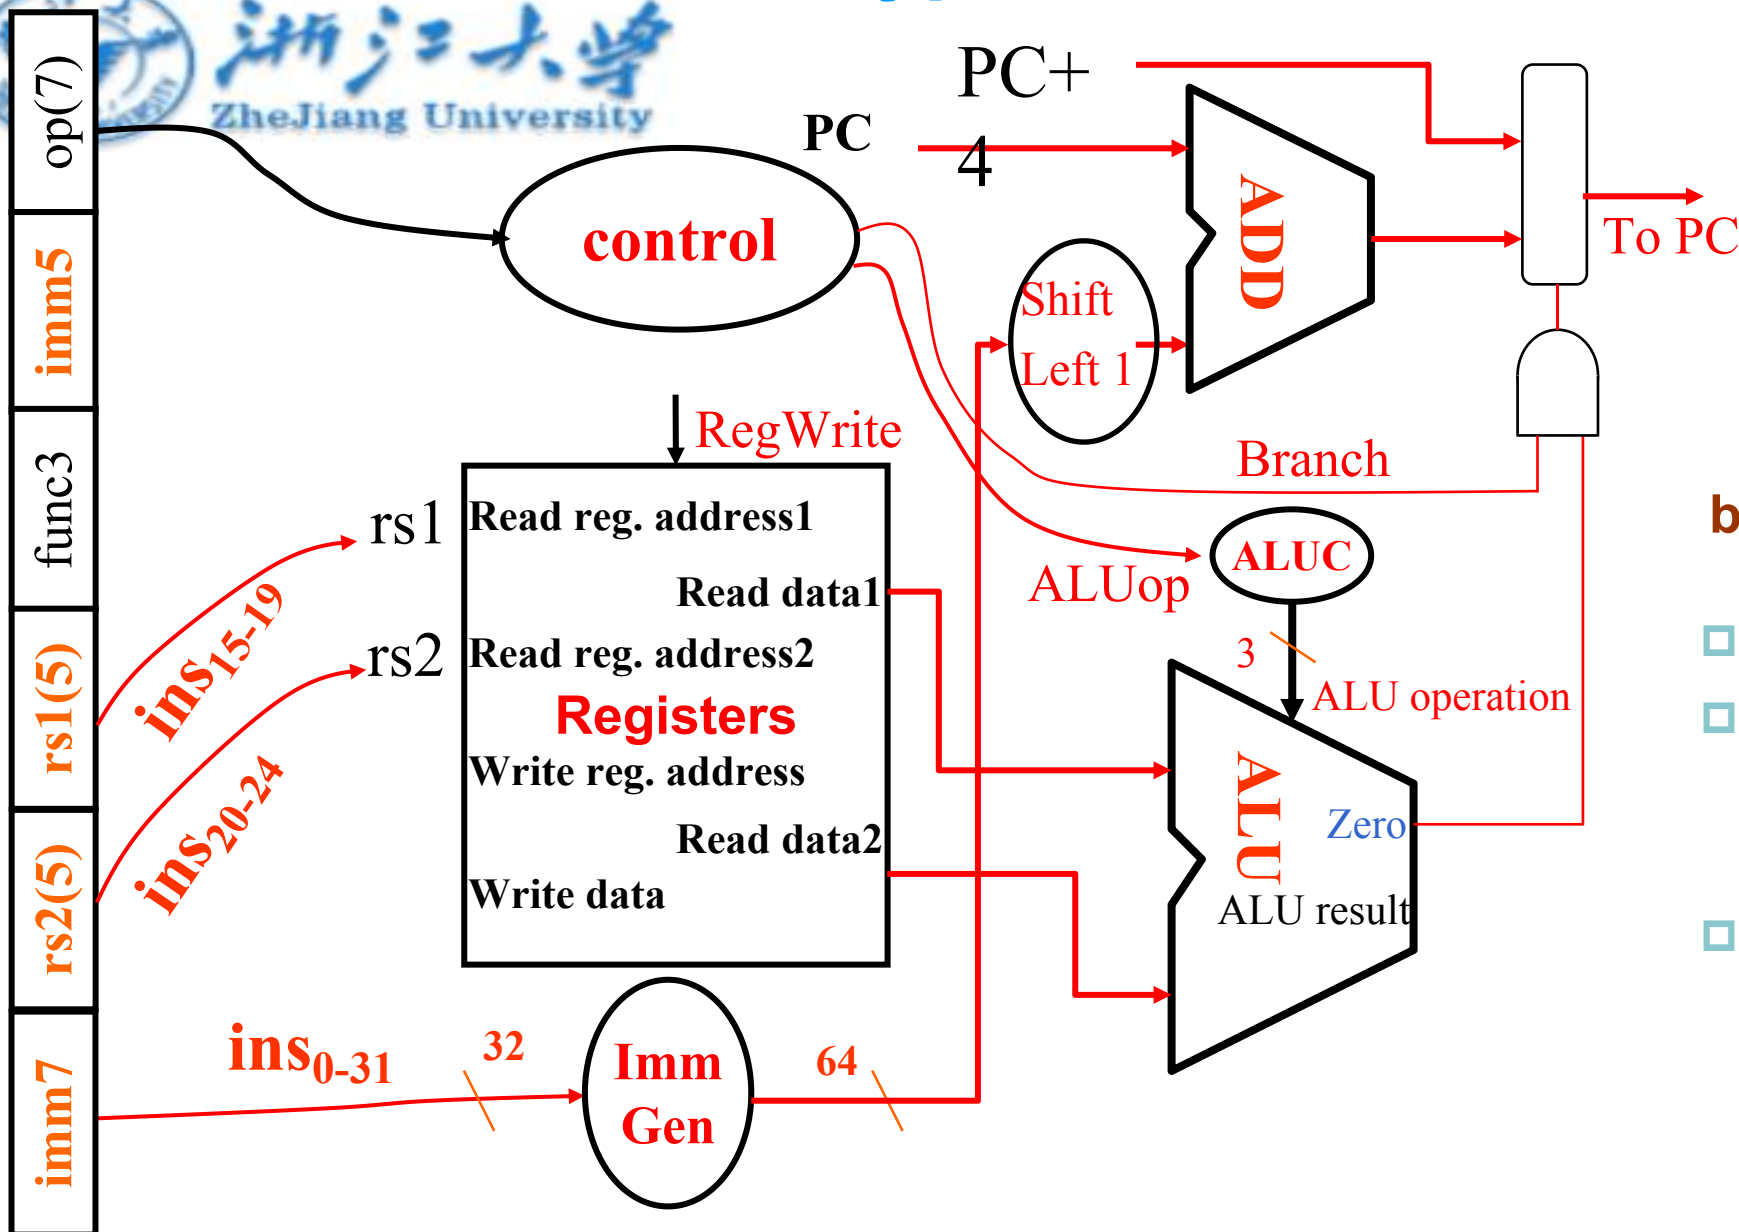 浙江大学
ZheJiang University
op(7)
imm5
func3
rs1(5)
rs2(5)
imm7
PC+
4
PC
control
ADD
To PC
Shift
Left 1
RegWrite
Branch
b
rs1
Read reg. address1
ALUC
ALUop
Read data1
ins15-19
rs2
Read reg. address2
3
ALU operation
Registers
Write reg. address
ALU
Zero
Read data2
ins20-24
Write data
ALU result
ins0-31
32
Imm
Gen
64